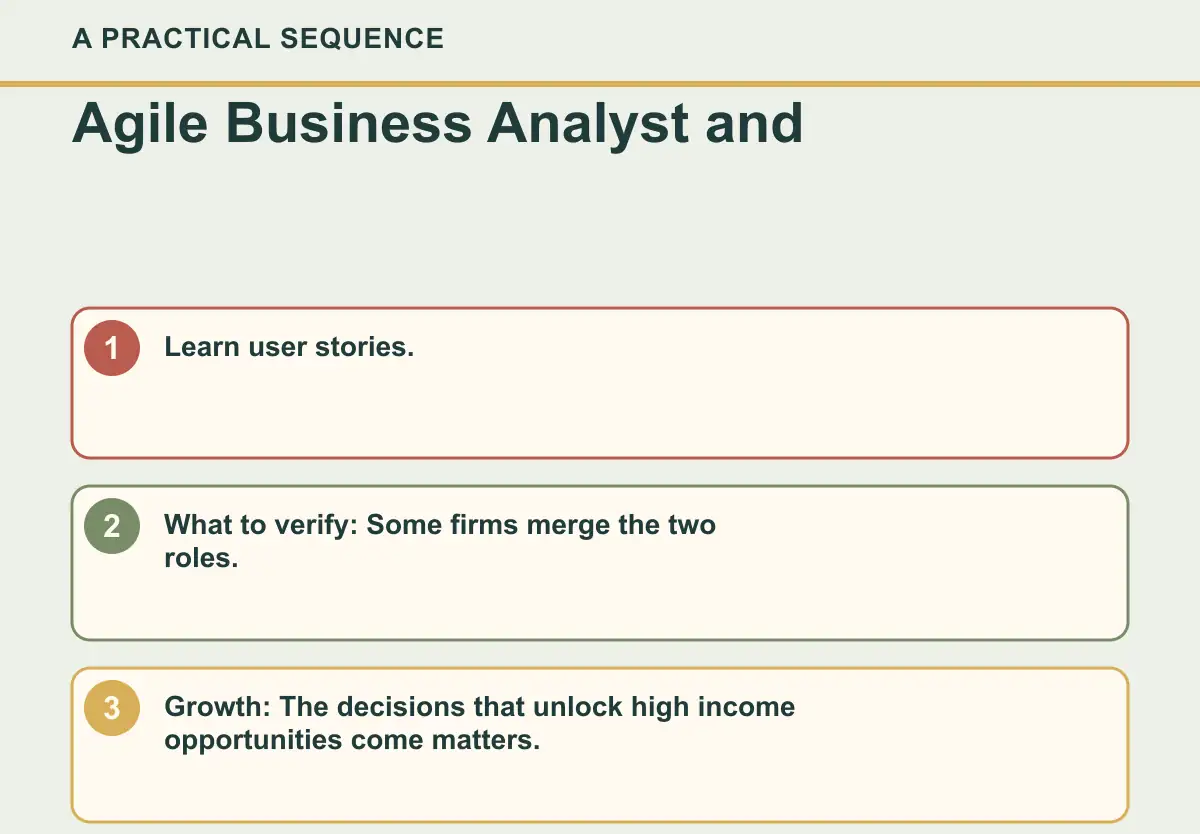 A PRACTICAL SEQUENCE
Agile Business Analyst and
1
Learn user stories.
2
What to verify: Some firms merge the two
roles.
3
Growth: The decisions that unlock high income
opportunities come matters.